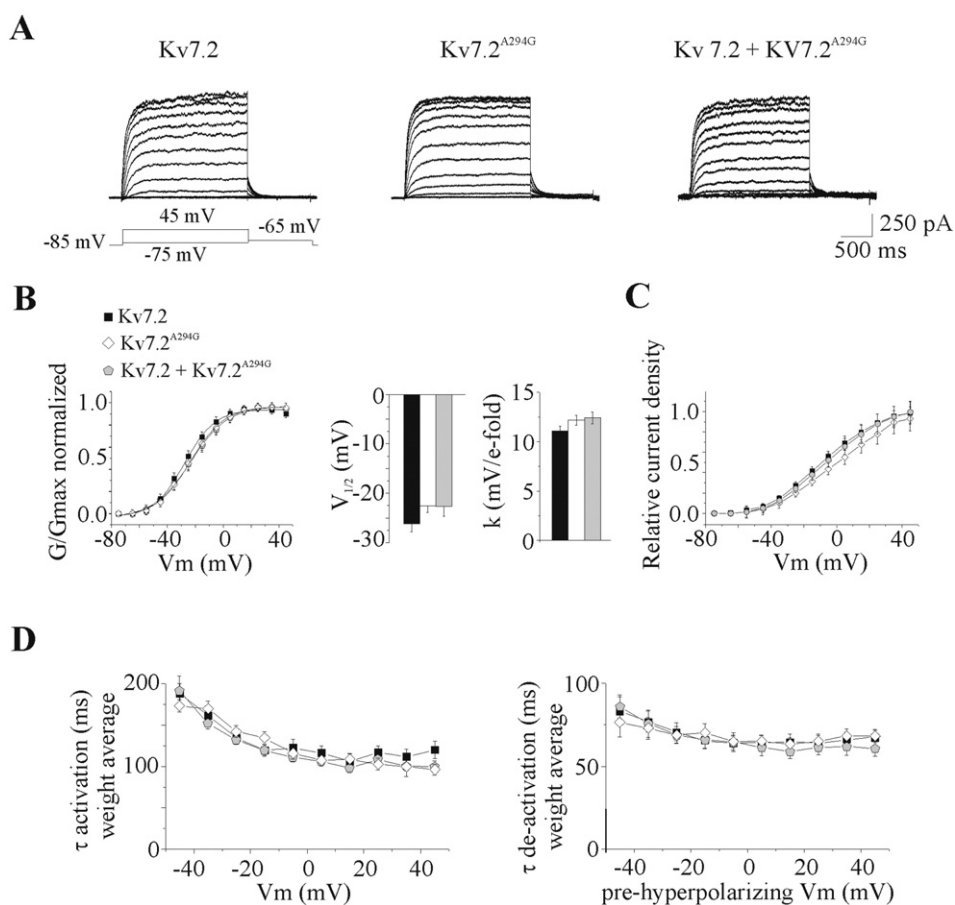 A
Kv7.2
Kv7.2A294G
Kv 7.2 + KV7.2A294G
45 mV
-85 mV
-65 mV
-75 mV
250 pA
500 ms
B
Kv7.2
Kv7.2A294G
Kv7.2 + Kv7.2A294G
G/Gmax normalized
1.0
0.5
0.0
-80 -40 0 40
Vm (mV)
V1/2 (mV)
0
-10
-20
-30
k (mV/e-fold)
15
10
5
0
C
Relative current density
1.0
0.5
0.0
-80 -40 0 40
Vm (mV)
D
τ activation (ms)
weight average
200
100
0
-40 -20 0 20 40
Vm (mV)
τ de-activation (ms)
weight average
100
50
0
-40 -20 0 20 40
pre-hyperpolarizing Vm (mV)